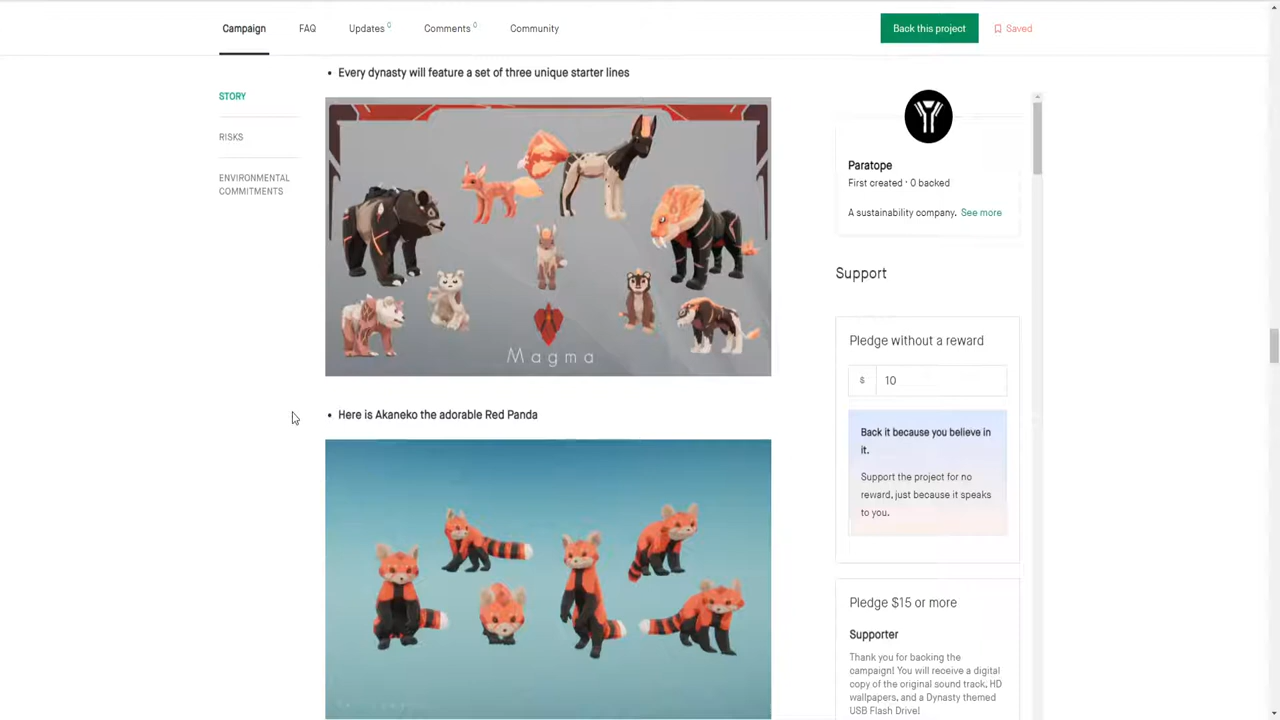 Campaign
FAQ
Updates 0
Comments 0
Community
Back this project
Saved
STORY
RISKS
ENVIRONMENTAL
COMMITMENTS
• Every dynasty will feature a set of three unique starter lines
Magma
• Here is Akaneko the adorable Red Panda
Paratope
First created · 0 backed
A sustainability company. See more
Support
Pledge without a reward
$ 10
Back it because you believe in
it.
Support the project for no
reward, just because it speaks
to you.
Pledge $15 or more
Supporter
Thank you for backing the
campaign! You will receive a digital
copy of the original sound track, HD
wallpapers, and a Dynasty themed
USB Flash Drive!